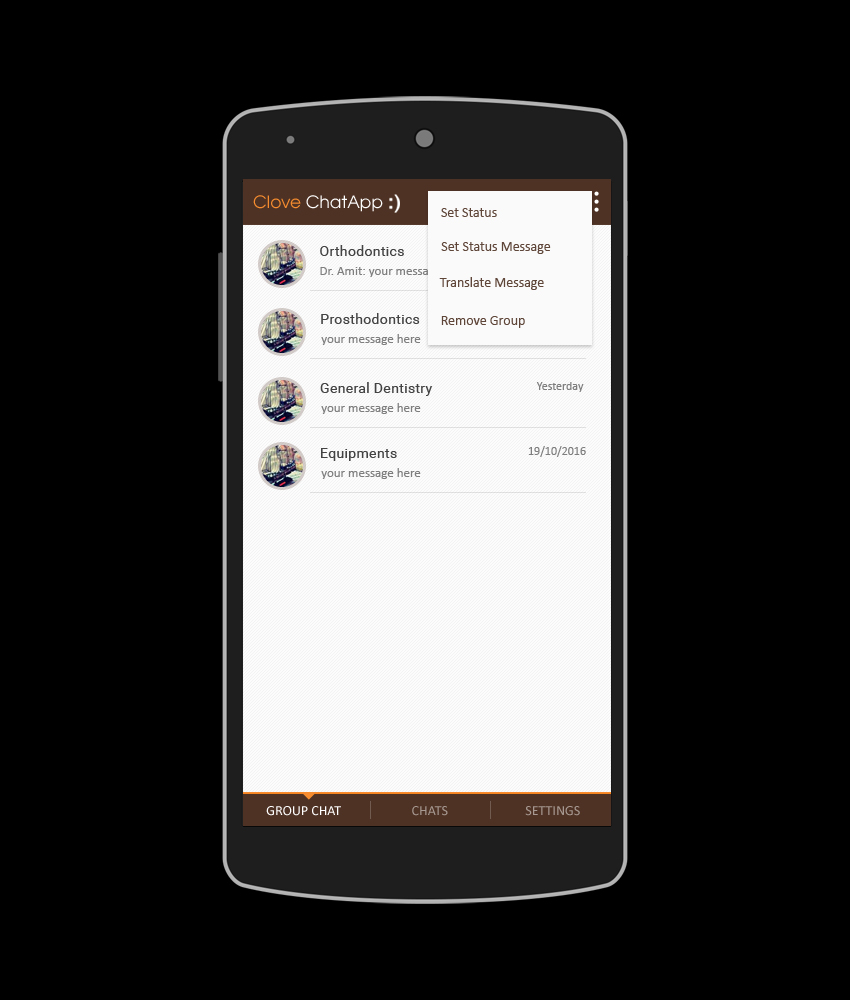 Clove ChatApp :)
Set Status
Set Status Message
Translate Message
Remove Group
Orthodontics
Dr. Amit: your messa
Prosthodontics
your message here
General Dentistry
Yesterday
your message here
Equipments
19/10/2016
your message here
GROUP CHAT
CHATS
SETTINGS